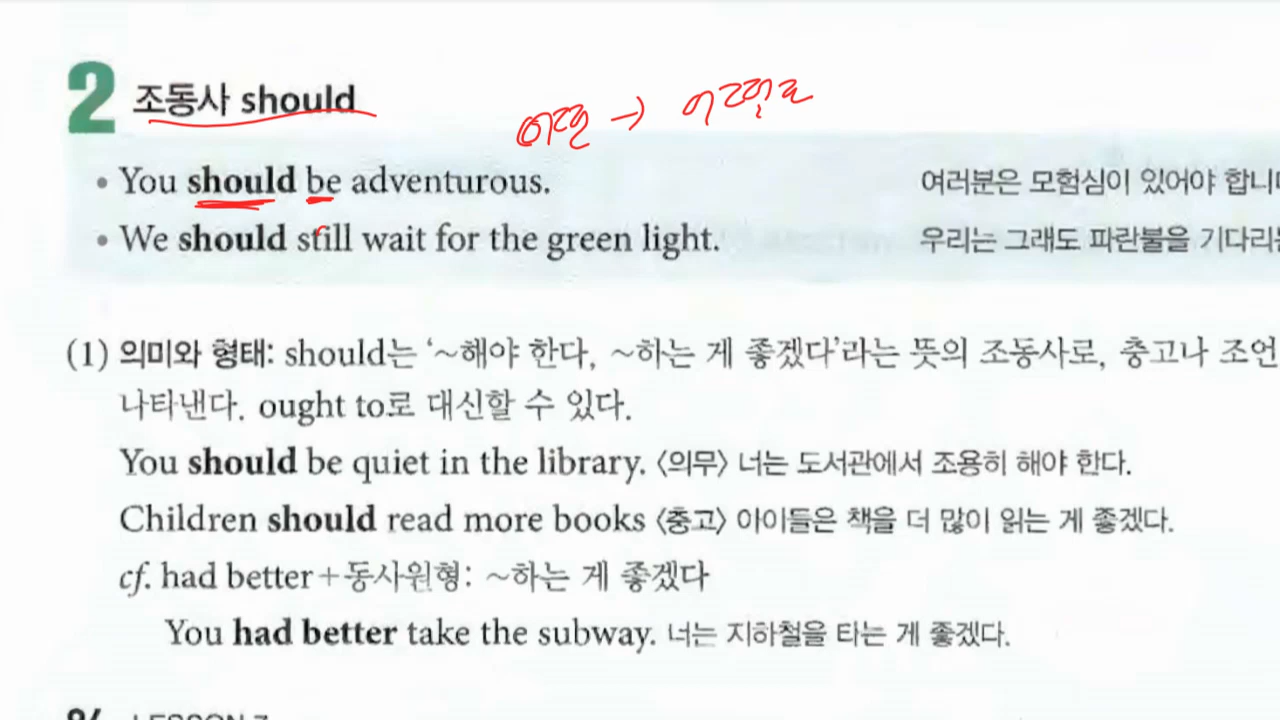 2 조동사 should
• You should be adventurous. 여러분은 모험심이 있어야 합니
• We should still wait for the green light. 우리는 그래도 파란불을 기다리
(1) 의미와 형태: should는 ‘~해야 한다, ~하는 게 좋겠다’라는 뜻의 조동사로, 충고나 조언
나타낸다. ought to로 대신할 수 있다.
You should be quiet in the library. 〈의무〉 너는 도서관에서 조용히 해야 한다.
Children should read more books 〈충고〉 아이들은 책을 더 많이 읽는 게 좋겠다.
cf. had better+동사원형: ~하는 게 좋겠다
You had better take the subway. 너는 지하철을 타는 게 좋겠다.